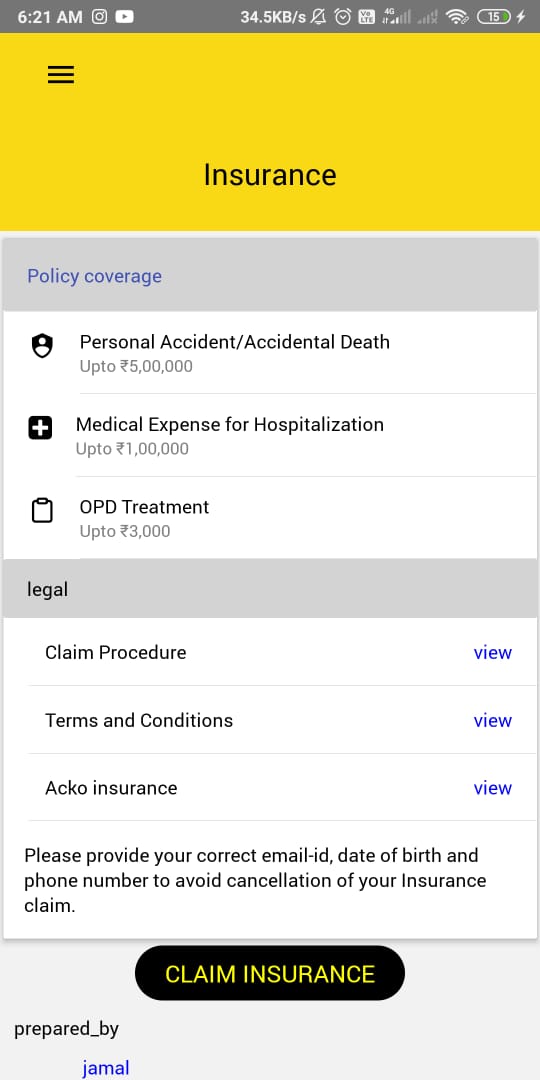 6:21 AM 34.5KB/s Vo LTE 4G 15
Insurance
Policy coverage
Personal Accident/Accidental Death
Upto ₹5,00,000
Medical Expense for Hospitalization
Upto ₹1,00,000
OPD Treatment
Upto ₹3,000
legal
Claim Procedure view
Terms and Conditions view
Acko insurance view
Please provide your correct email-id, date of birth and
phone number to avoid cancellation of your Insurance
claim.
CLAIM INSURANCE
prepared_by
jamal